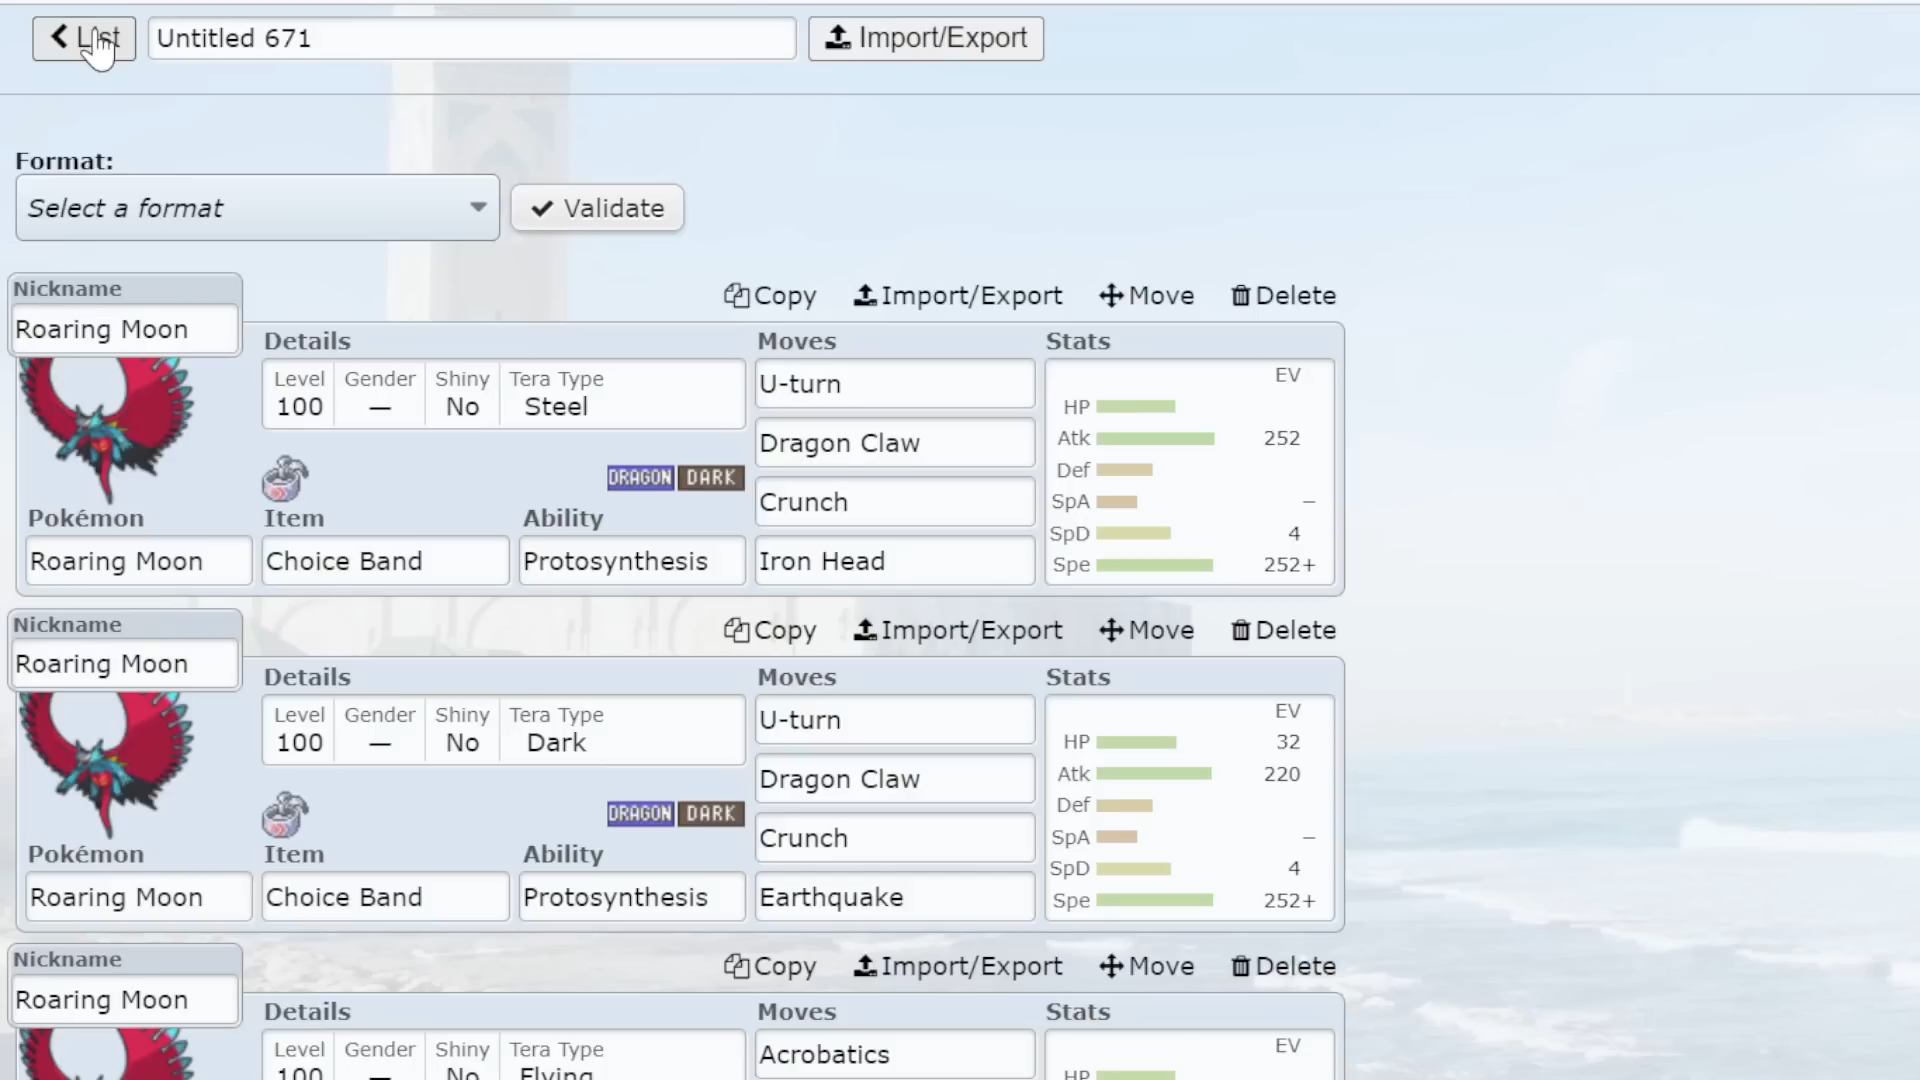 List Untitled 671 Import/Export
Format:
Select a format Validate
Nickname
Roaring Moon
Copy Import/Export Move Delete
Details Moves Stats
Level Gender Shiny Tera Type
100 — No Steel
U-turn
Dragon Claw
Crunch
Iron Head
EV
HP
Atk 252
Def
SpA –
SpD 4
Spe 252+
DRAGON DARK
Pokémon Item Ability
Roaring Moon Choice Band Protosynthesis
Nickname
Roaring Moon
Copy Import/Export Move Delete
Details Moves Stats
Level Gender Shiny Tera Type
100 — No Dark
U-turn
Dragon Claw
Crunch
Earthquake
EV
HP 32
Atk 220
Def
SpA –
SpD 4
Spe 252+
DRAGON DARK
Pokémon Item Ability
Roaring Moon Choice Band Protosynthesis
Nickname
Roaring Moon
Copy Import/Export Move Delete
Details Moves Stats
Level Gender Shiny Tera Type
100 — No Flying
Acrobatics
EV
HP